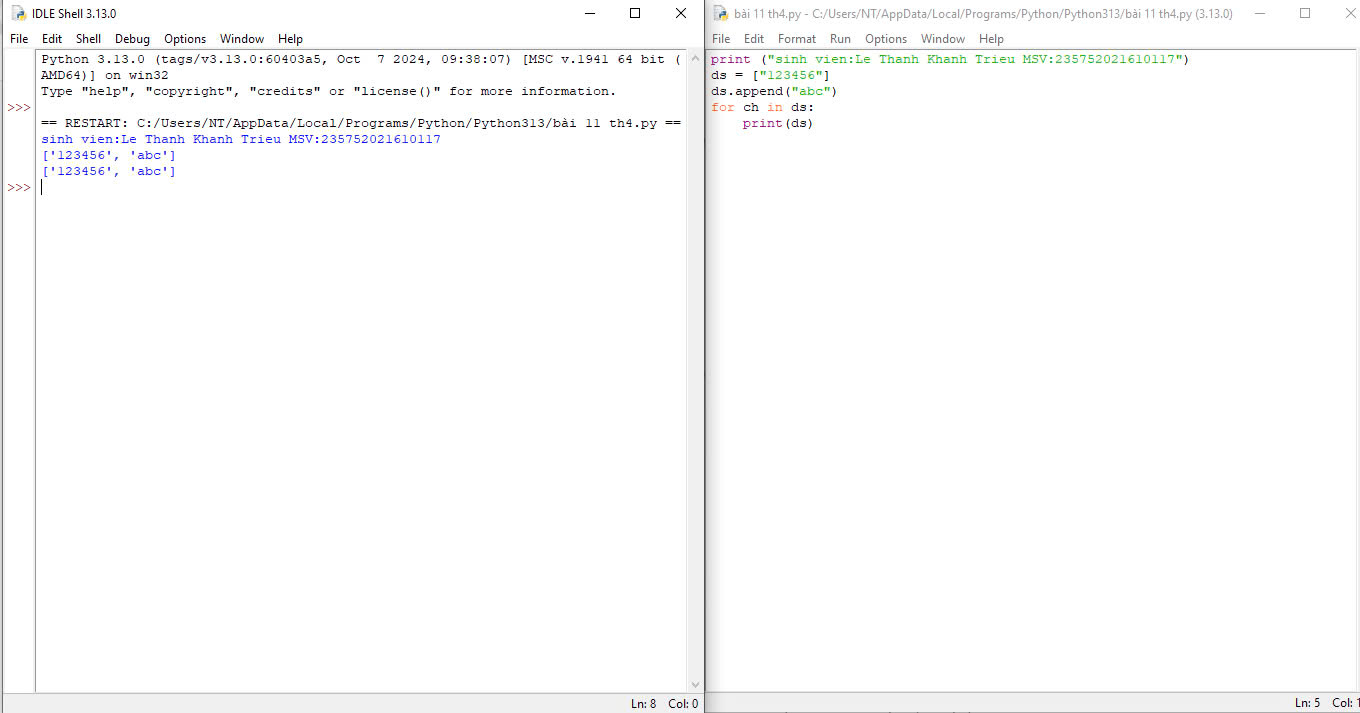 IDLE Shell 3.13.0
File Edit Shell Debug Options Window Help
Python 3.13.0 (tags/v3.13.0:60403a5, Oct  7 2024, 09:38:07) [MSC v.1941 64 bit (
AMD64)] on win32
Type "help", "copyright", "credits" or "license()" for more information.
>>>
== RESTART: C:/Users/NT/AppData/Local/Programs/Python/Python313/bài 11 th4.py ==
sinh vien:Le Thanh Khanh Trieu MSV:235752021610117
['123456', 'abc']
['123456', 'abc']
>>>
Ln: 8 Col: 0
bài 11 th4.py - C:/Users/NT/AppData/Local/Programs/Python/Python313/bài 11 th4.py (3.13.0)
File Edit Format Run Options Window Help
print ("sinh vien:Le Thanh Khanh Trieu MSV:235752021610117")
ds = ["123456"]
ds.append("abc")
for ch in ds:
    print(ds)
Ln: 5 Col: 1